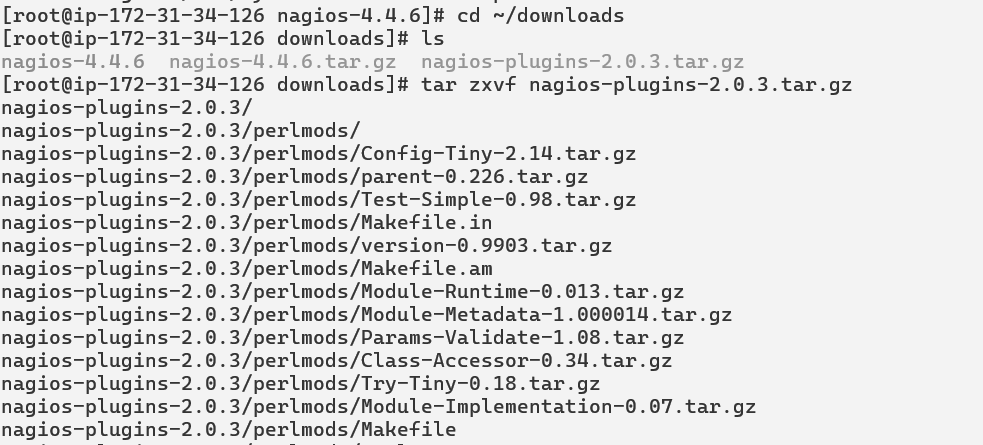 [root@ip-172-31-34-126 nagios-4.4.6]# cd ~/downloads
[root@ip-172-31-34-126 downloads]# ls
nagios-4.4.6  nagios-4.4.6.tar.gz  nagios-plugins-2.0.3.tar.gz
[root@ip-172-31-34-126 downloads]# tar zxvf nagios-plugins-2.0.3.tar.gz
nagios-plugins-2.0.3/
nagios-plugins-2.0.3/perlmods/
nagios-plugins-2.0.3/perlmods/Config-Tiny-2.14.tar.gz
nagios-plugins-2.0.3/perlmods/parent-0.226.tar.gz
nagios-plugins-2.0.3/perlmods/Test-Simple-0.98.tar.gz
nagios-plugins-2.0.3/perlmods/Makefile.in
nagios-plugins-2.0.3/perlmods/version-0.9903.tar.gz
nagios-plugins-2.0.3/perlmods/Makefile.am
nagios-plugins-2.0.3/perlmods/Module-Runtime-0.013.tar.gz
nagios-plugins-2.0.3/perlmods/Module-Metadata-1.000014.tar.gz
nagios-plugins-2.0.3/perlmods/Params-Validate-1.08.tar.gz
nagios-plugins-2.0.3/perlmods/Class-Accessor-0.34.tar.gz
nagios-plugins-2.0.3/perlmods/Try-Tiny-0.18.tar.gz
nagios-plugins-2.0.3/perlmods/Module-Implementation-0.07.tar.gz
nagios-plugins-2.0.3/perlmods/Makefile